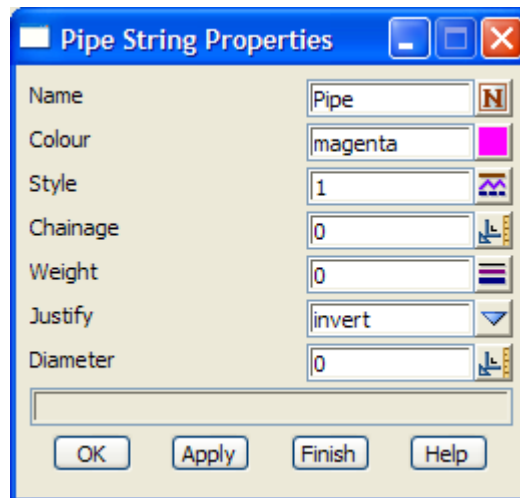 Pipe String Properties
Name Pipe N
Colour magenta
Style 1
Chainage 0
Weight 0
Justify invert
Diameter 0
OK Apply Finish Help